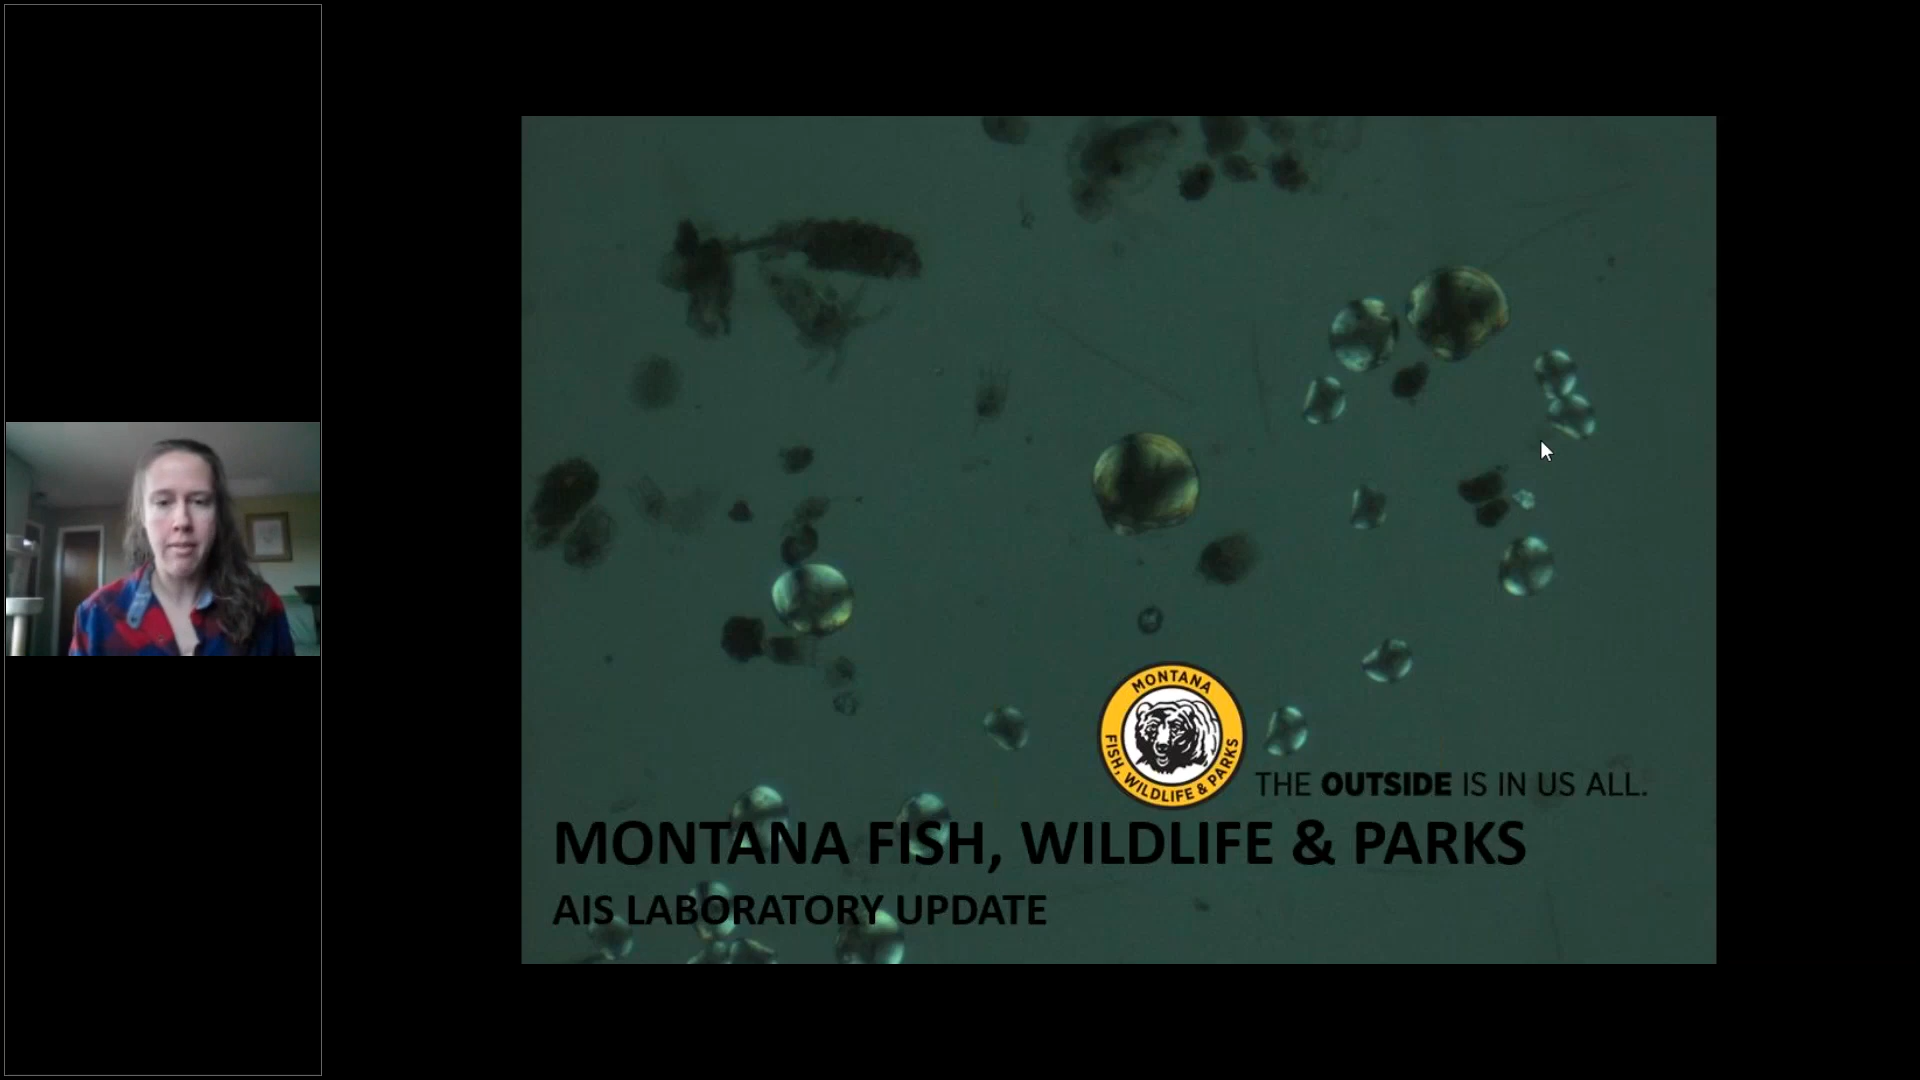 MONTANA
FISH, WILDLIFE & PARKS
THE OUTSIDE IS IN US ALL.
MONTANA FISH, WILDLIFE & PARKS
AIS LABORATORY UPDATE